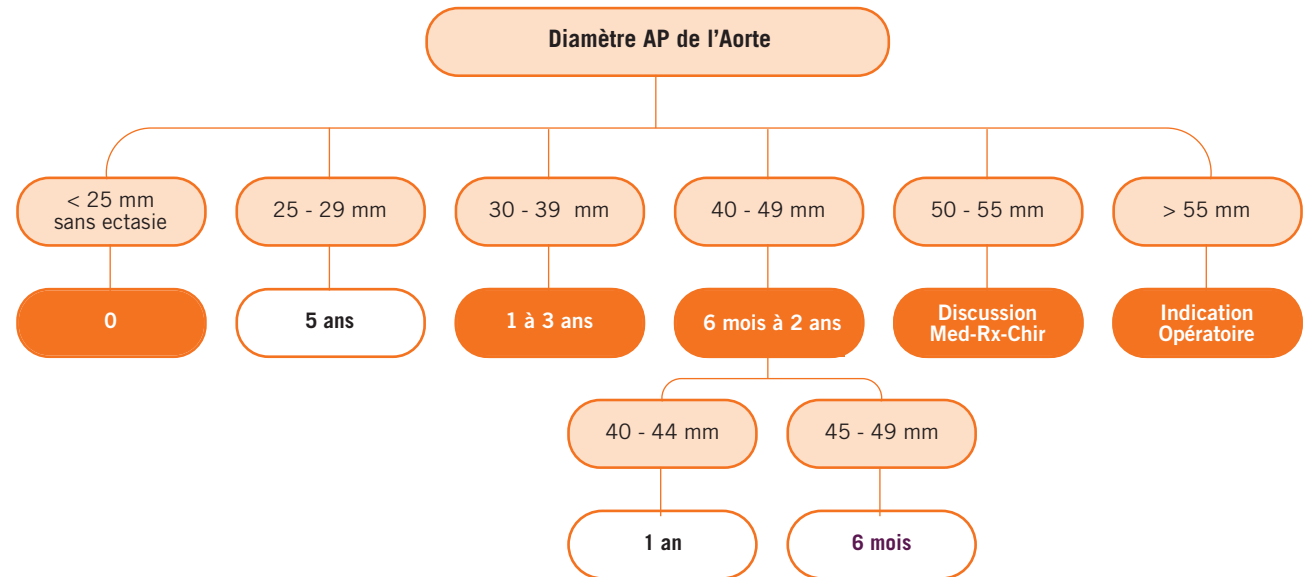 Diamètre AP de l'Aorte
< 25 mm
sans ectasie
25 - 29 mm
30 - 39 mm
40 - 49 mm
50 - 55 mm
> 55 mm
0
5 ans
1 à 3 ans
6 mois à 2 ans
Discussion
Med-Rx-Chir
Indication
Opératoire
40 - 44 mm
45 - 49 mm
1 an
6 mois